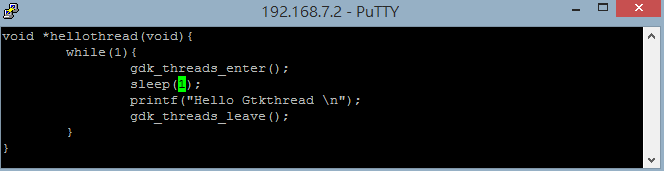 192.168.7.2 - PuTTY
void *hellothread(void){
        while(1){
                gdk_threads_enter();
                sleep(1);
                printf("Hello Gtkthread \n");
                gdk_threads_leave();
        }
}